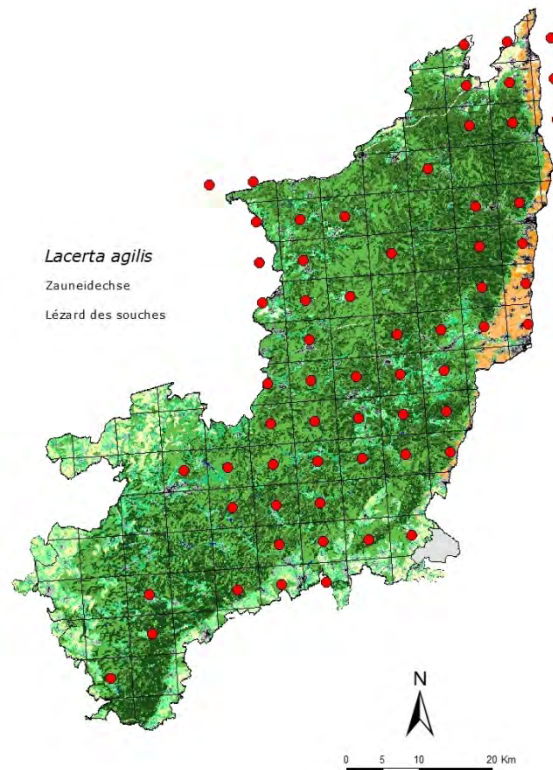 Lacerta agilis
Zauneidechse
Lézard des souches
N
0 5 10 20 Km